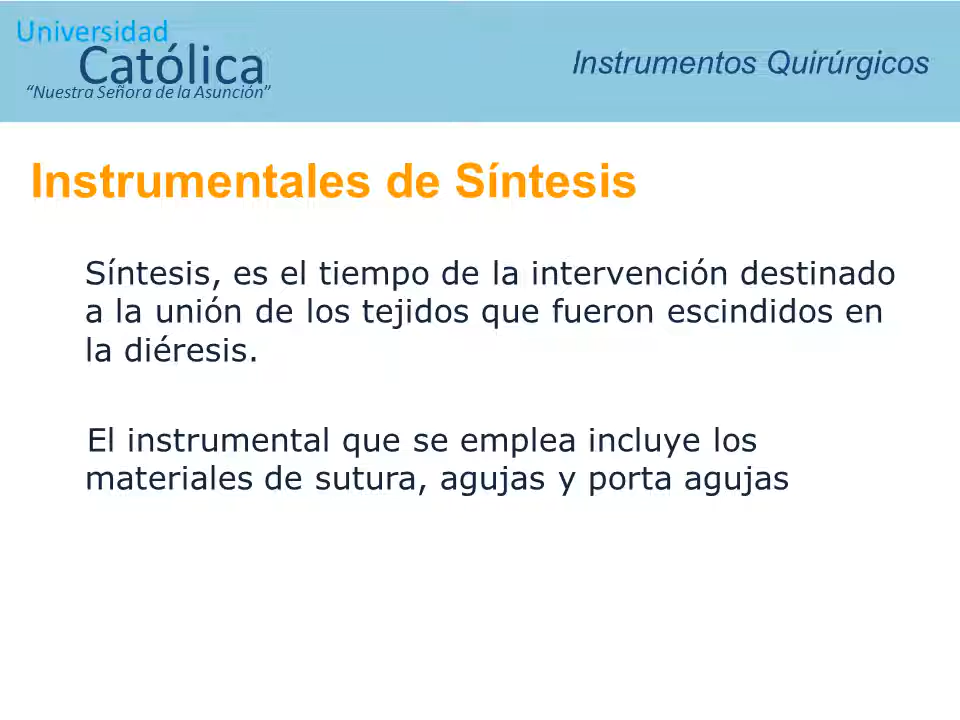 Universidad
Católica
“Nuestra Señora de la Asunción”
Instrumentos Quirúrgicos
Instrumentales de Síntesis
Síntesis, es el tiempo de la intervención destinado
a la unión de los tejidos que fueron escindidos en
la diéresis.
El instrumental que se emplea incluye los
materiales de sutura, agujas y porta agujas